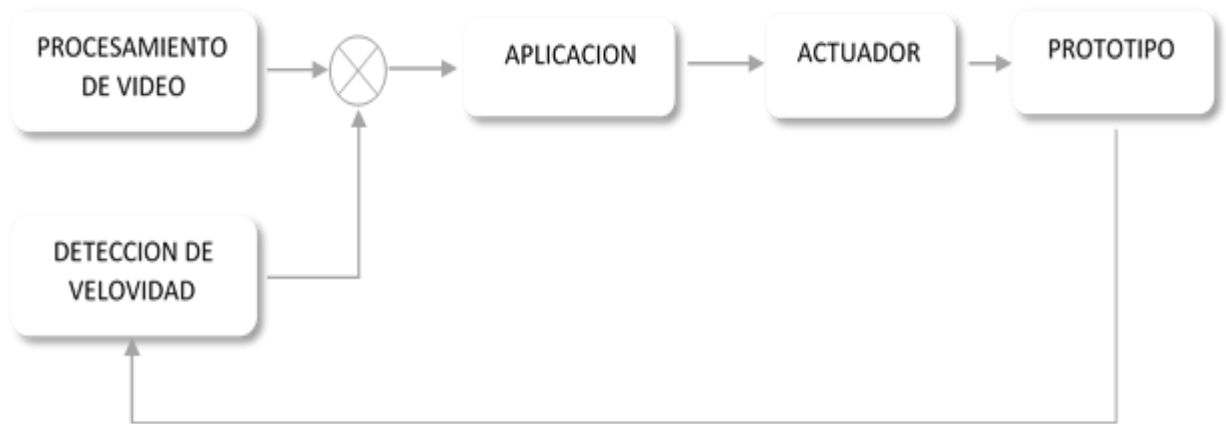 PROCESAMIENTO
DE VIDEO
APLICACION
ACTUADOR
PROTOTIPO
DETECCION DE
VELOVIDAD